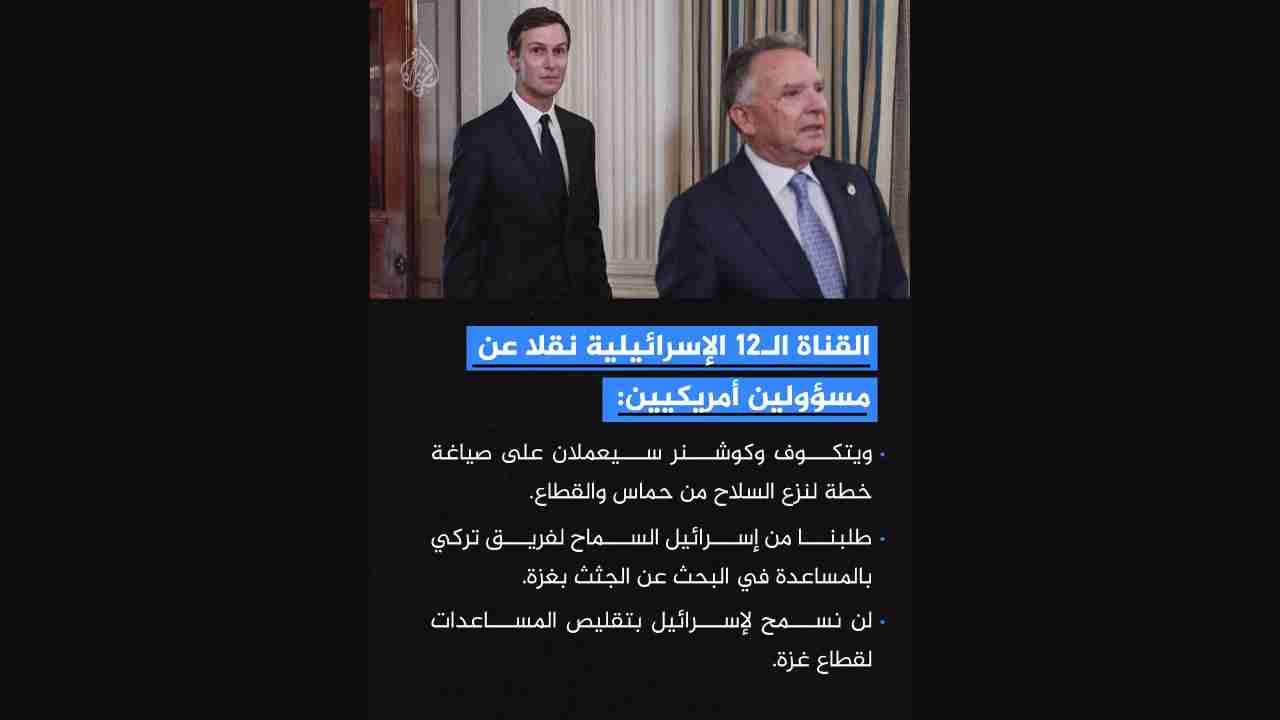 القناة الـ12 الإسرائيلية نقلا عن
مسؤولين أمريكيين:
• ويتكوف وكوشنر سيعملان على صياغة
خطة لنزع السلاح من حماس والقطاع.
• طلبنا من إسرائيل السماح لفريق تركي
بالمساعدة في البحث عن الجثث بغزة.
• لن نسمح لإسرائيل بتقليص المساعدات
لقطاع غزة.